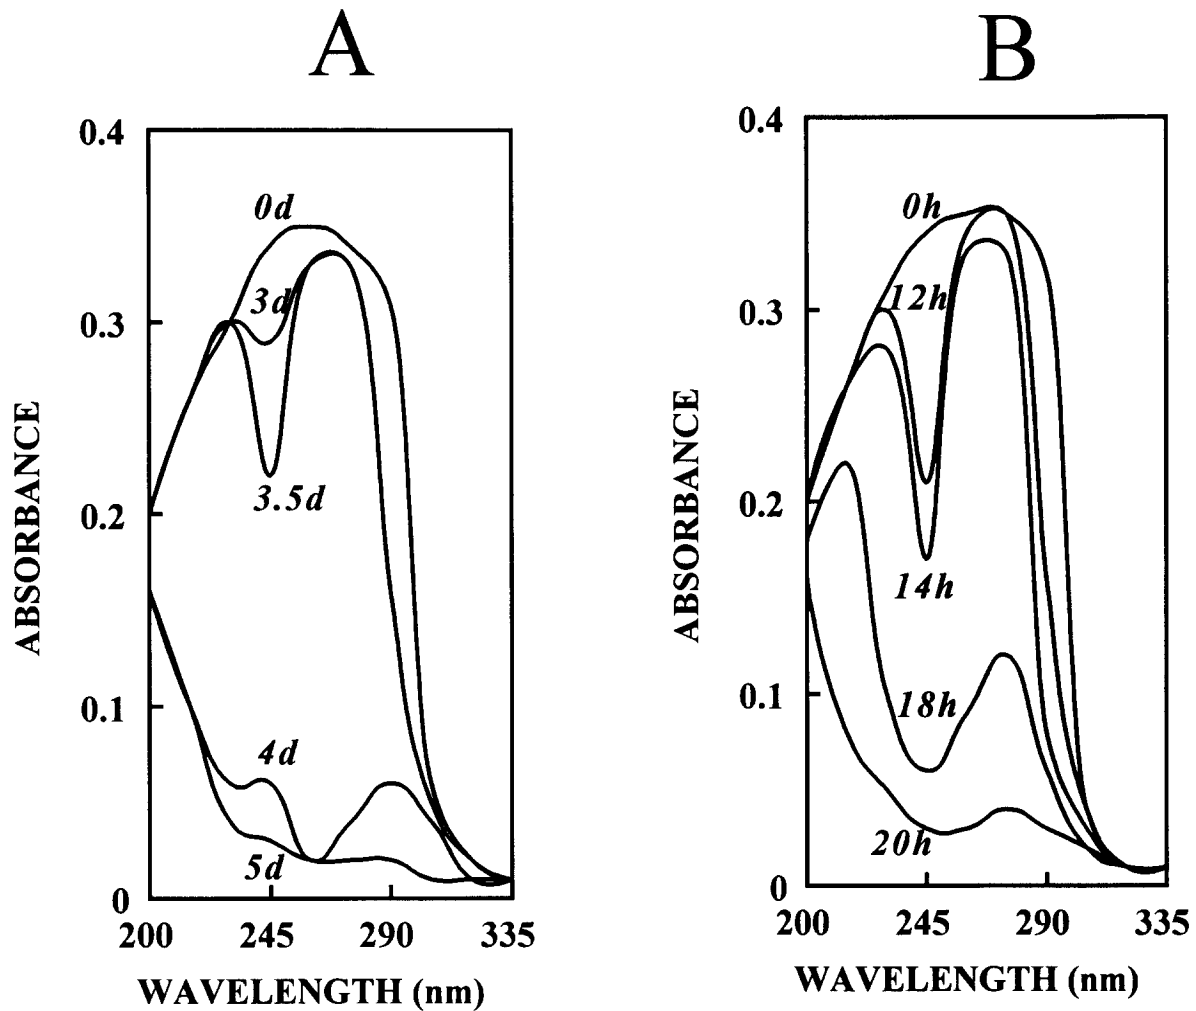 A
0.4
0.3
0.2
0.1
0
ABSORBANCE
0d
3d
3.5d
4d
5d
200 245 290 335
WAVELENGTH (nm)
B
0.4
0.3
0.2
0.1
0
ABSORBANCE
0h
12h
14h
18h
20h
200 245 290 335
WAVELENGTH (nm)